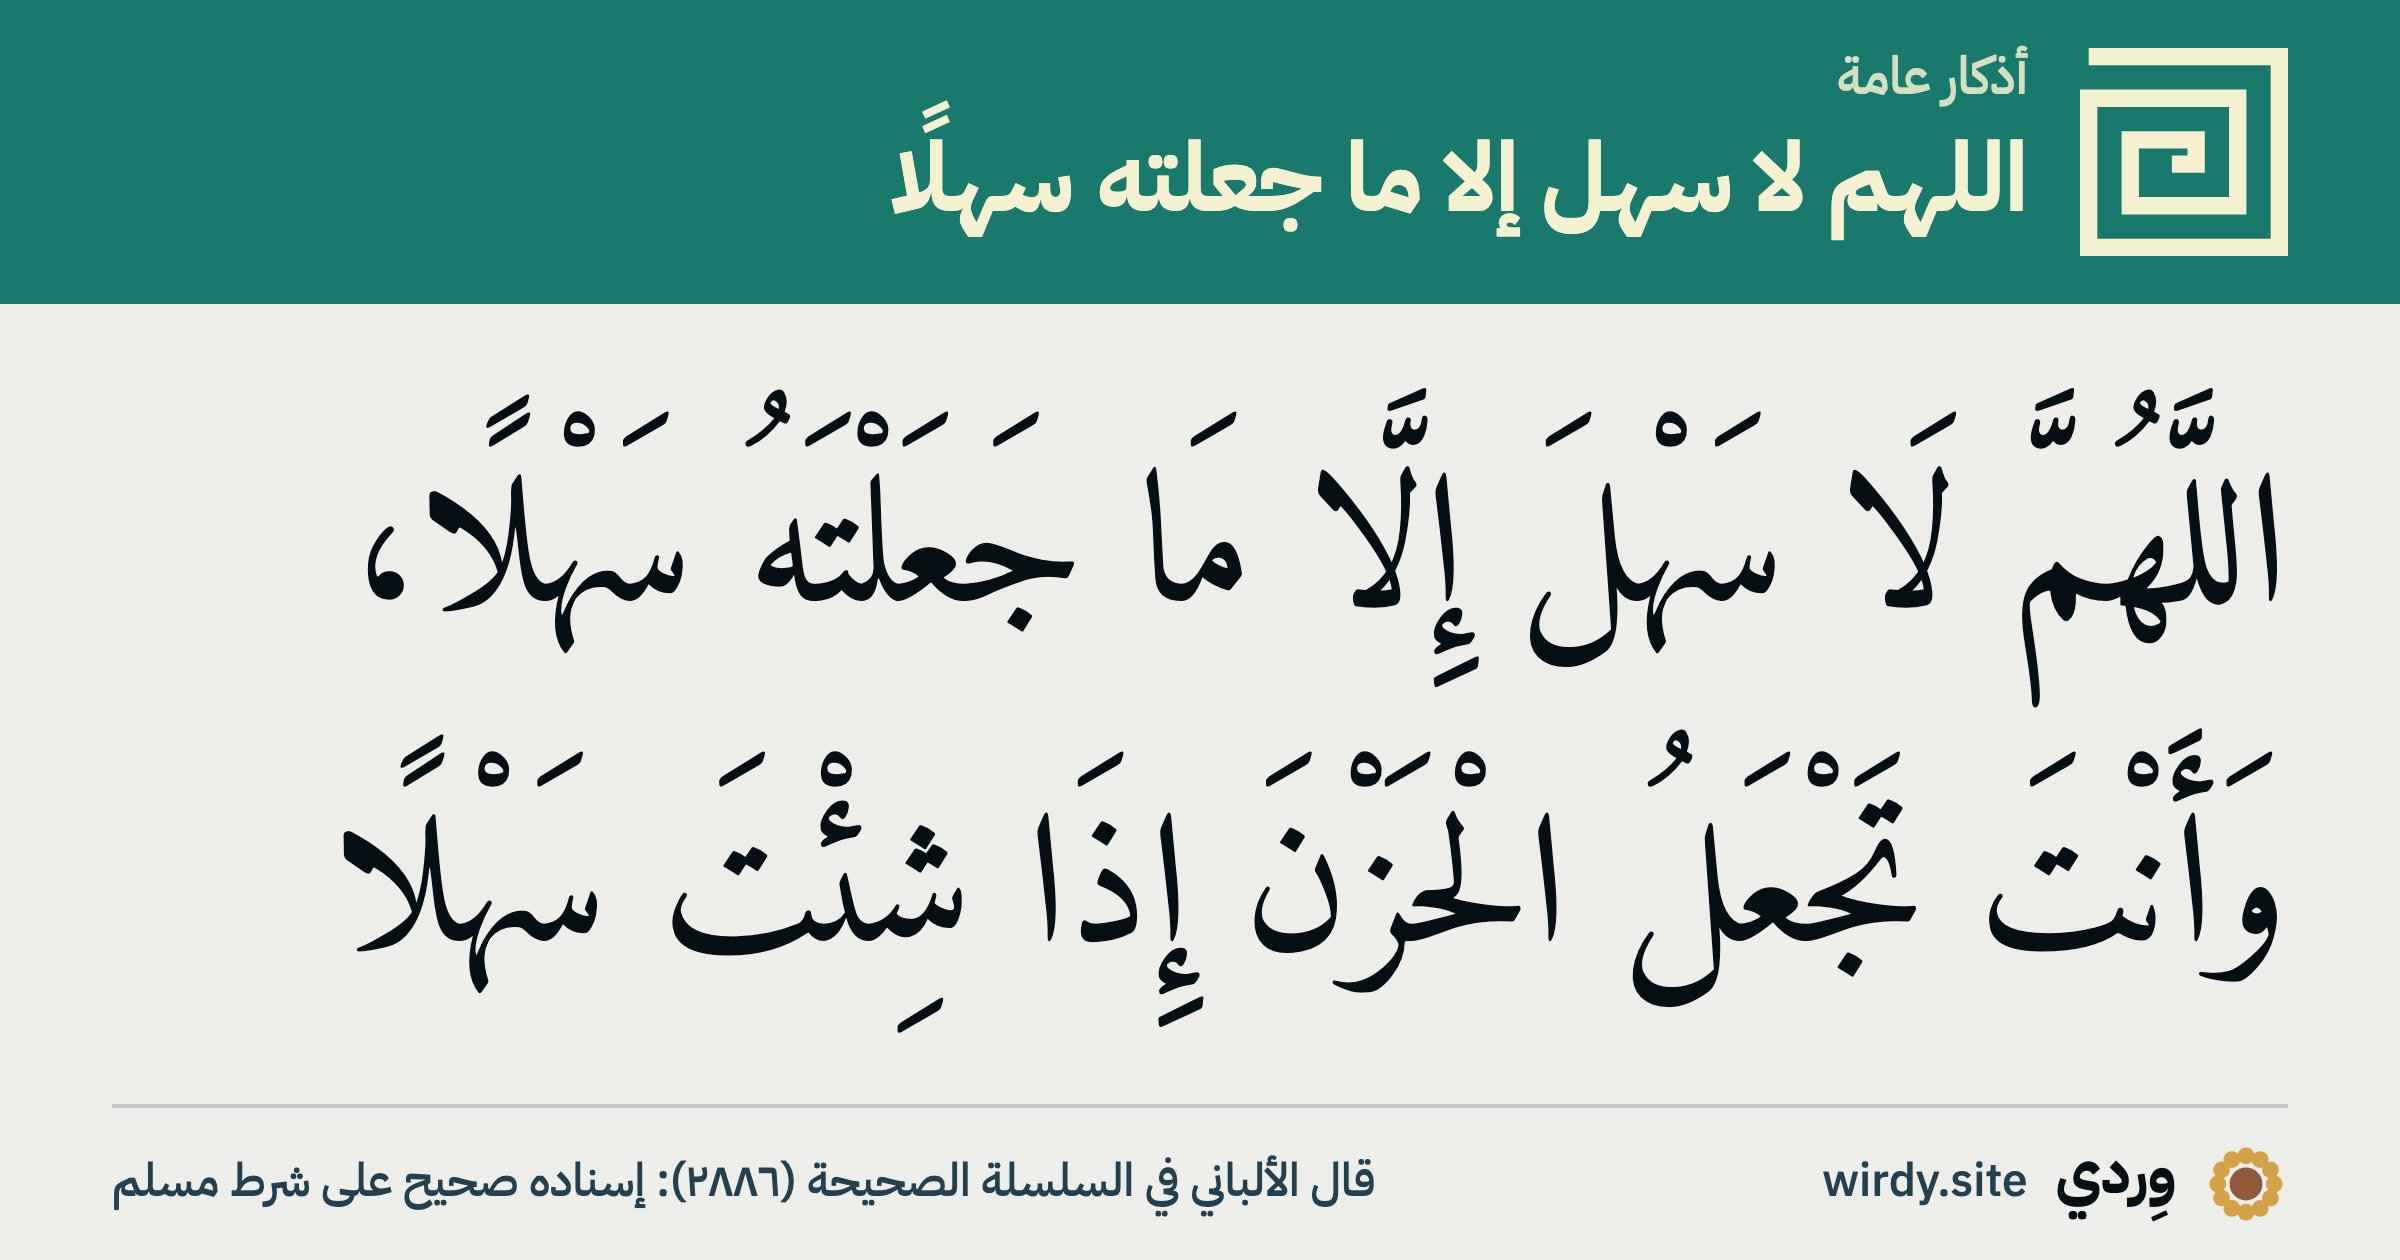 أذكار عامة
اللهم لا سهل إلا ما جعلته سهلًا
اللَّهُمَّ لَا سَهْلَ إِلَّا مَا جَعَلْتَهُ سَهْلًا،
وَأَنْتَ تَجْعَلُ الْحَزْنَ إِذَا شِئْتَ سَهْلًا
وِردي wirdy.site
قال الألباني في السلسلة الصحيحة (٢٨٨٦): إسناده صحيح على شرط مسلم